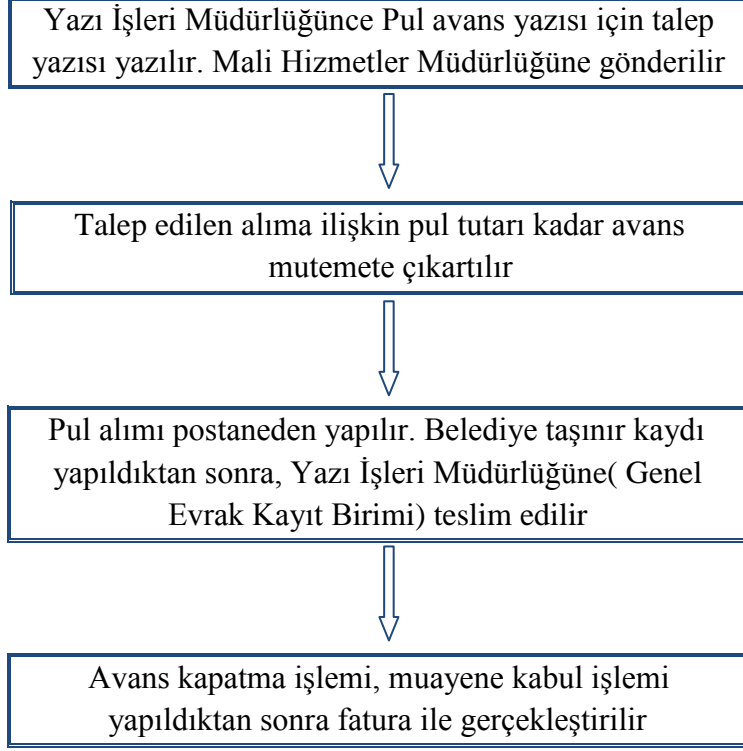 Yazı İşleri Müdürlüğünce Pul avans yazısı için talep
yazısı yazılır. Mali Hizmetler Müdürlüğüne gönderilir
Talep edilen alıma ilişkin pul tutarı kadar avans
mutemete çıkartılır
Pul alımı postaneden yapılır. Belediye taşınır kaydı
yapıldıktan sonra, Yazı İşleri Müdürlüğüne( Genel
Evrak Kayıt Birimi) teslim edilir
Avans kapatma işlemi, muayene kabul işlemi
yapıldıktan sonra fatura ile gerçekleştirilir